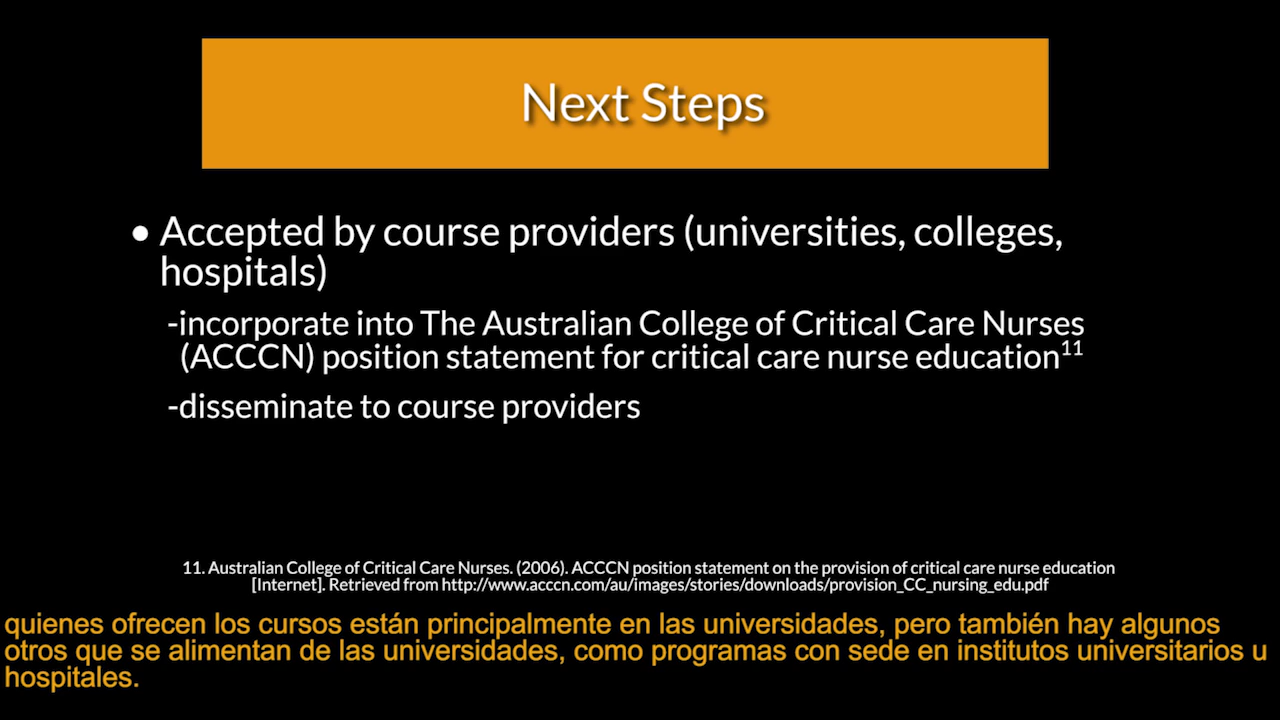 Next Steps
• Accepted by course providers (universities, colleges,
hospitals)
-incorporate into The Australian College of Critical Care Nurses
(ACCCN) position statement for critical care nurse education¹¹
-disseminate to course providers
11. Australian College of Critical Care Nurses. (2006). ACCCN position statement on the provision of critical care nurse education
[Internet]. Retrieved from http://www.acccn.com/au/images/stories/downloads/provision_CC_nursing_edu.pdf
quienes ofrecen los cursos están principalmente en las universidades, pero también hay algunos
otros que se alimentan de las universidades, como programas con sede en institutos universitarios u
hospitales.